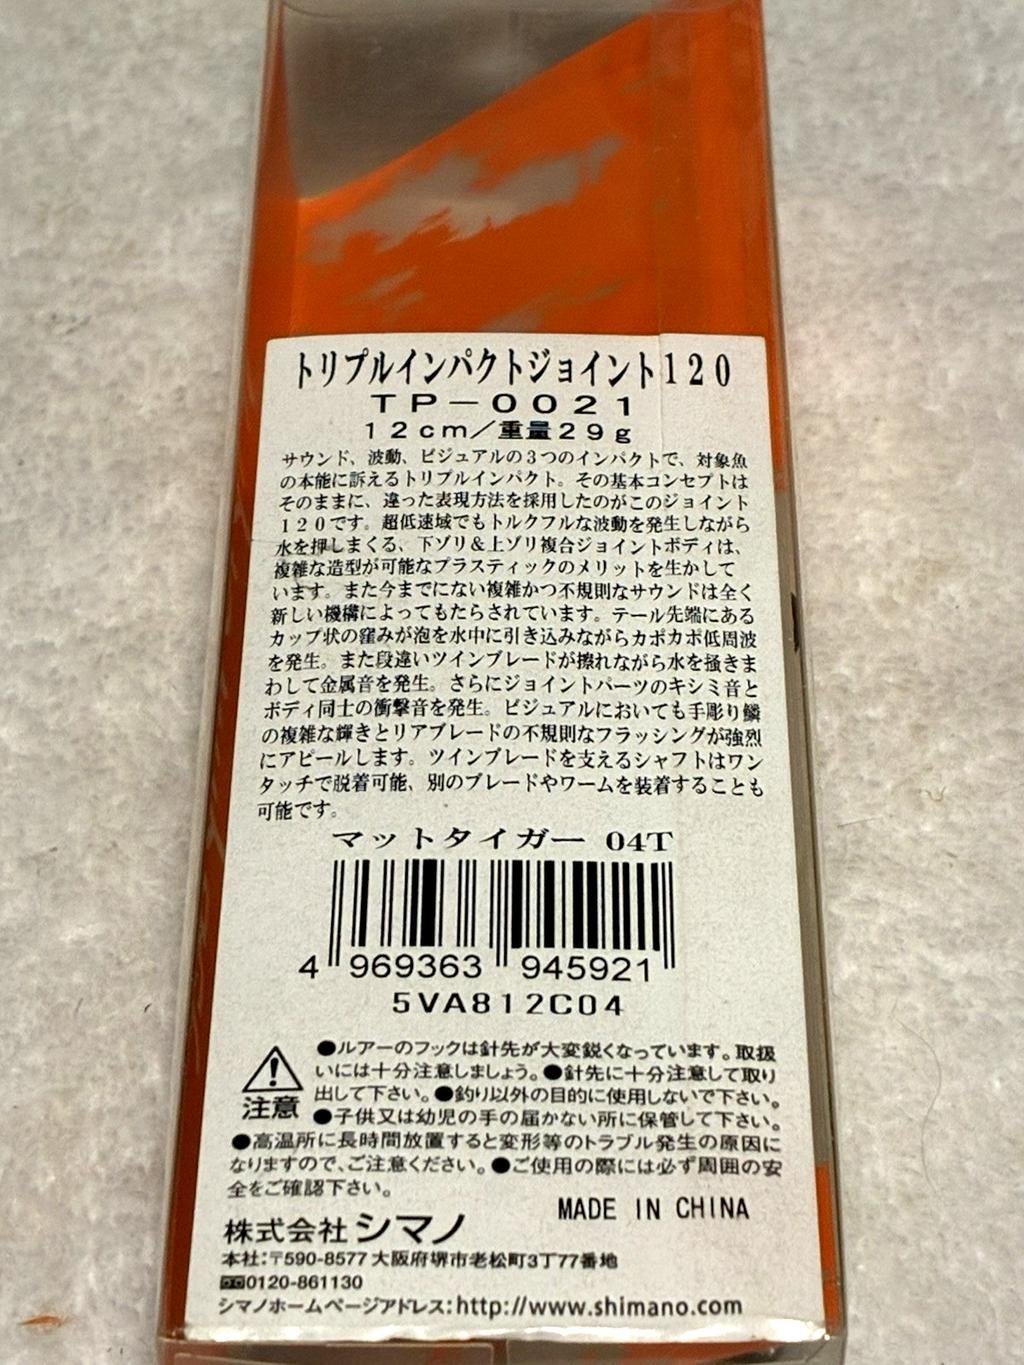 トリプルインパクトジョイント120
TP-0021
12cm/重量29g
サウンド、波動、ビジュアルの3つのインパクトで、対象魚
の本能に訴えるトリプルインパクト。その基本コンセプトは
そのままに、違った表現方法を採用したのがこのジョイント
120です。超低速域でもトルクフルな波動を発生しながら
水を押しまくる、下ゾリ&上ゾリ複合ジョイントボディは、
複雑な造型が可能なプラスティックのメリットを生かして
います。また今までにない複雑かつ不規則なサウンドは全く
新しい機構によってもたらされています。テール先端にある
カップ状の窪みが泡を水中に引き込みながらカポカポ低周波
を発生。また段違いツインブレードが擦れながら水を掻きま
わして金属音を発生。さらにジョイントパーツのキシミ音と
ボディ同士の衝撃音を発生。ビジュアルにおいても手彫り鱗
の複雑な輝きとリアブレードの不規則なフラッシングが強烈
にアピールします。ツインブレードを支えるシャフトはワン
タッチで脱着可能、別のブレードやワームを装着することも
可能です。
マットタイガー 04T
4 969363 945921
5VA812C04
●ルアーのフックは針先が大変鋭くなっています。取扱
いには十分注意しましょう。●針先に十分注意して取り
出して下さい。●釣り以外の目的に使用しないで下さい。
注意
●子供又は幼児の手の届かない所に保管して下さい。
●高温所に長時間放置すると変形等のトラブル発生の原因に
なりますので、ご注意ください。●ご使用の際には必ず周囲の安
全をご確認下さい。
MADE IN CHINA
株式会社シマノ
本社:〒590-8577 大阪府堺市老松町3丁77番地
0120-861130
シマノホームページアドレス:http://www.shimano.com